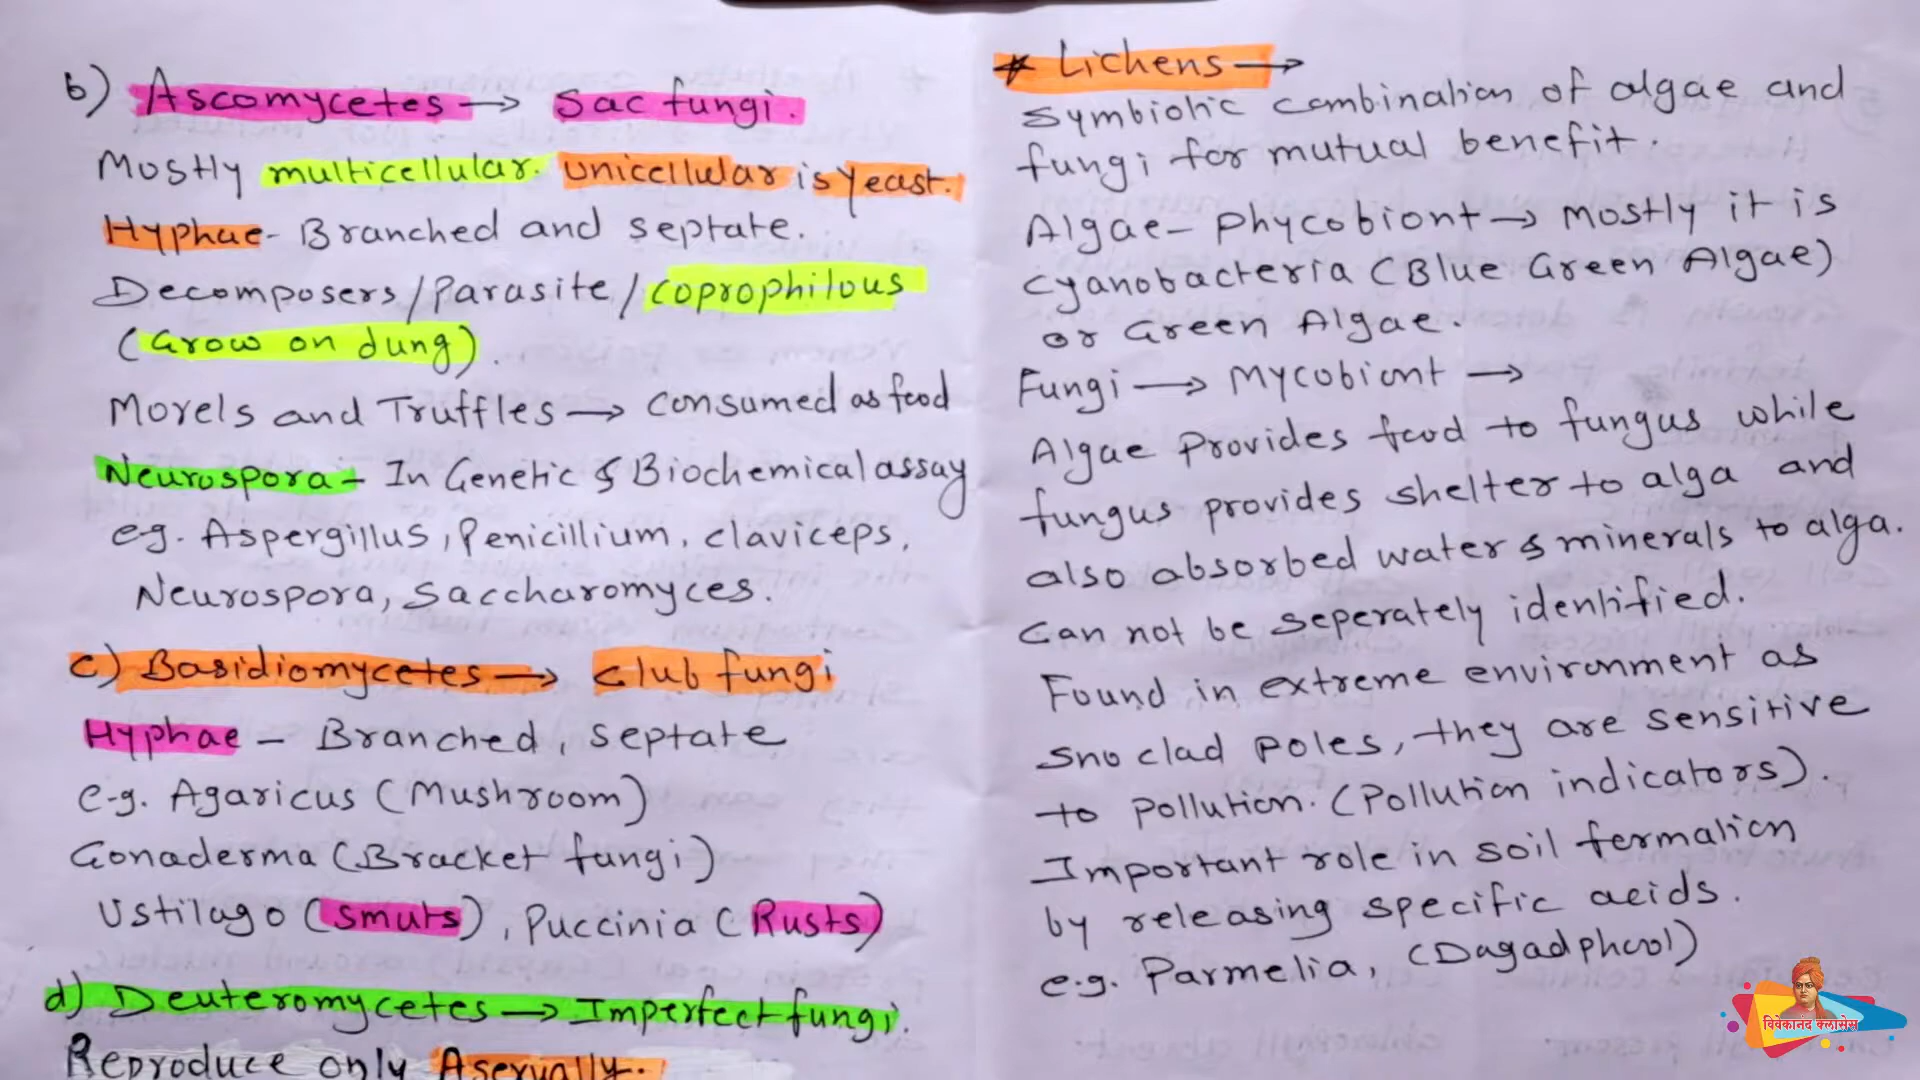 b) Ascomycetes → Sac fungi.
Mostly multicellular. Unicellular is yeast.
Hyphae - Branched and septate.
Decomposers/Parasite/coprophilous
(Grow on dung).
Morels and Truffles → consumed as food
Neurospora - In Genetic & Biochemical assay
e.g. Aspergillus, Penicillium, claviceps,
Neurospora, Saccharomyces.
c) Basidiomycetes → Club fungi
Hyphae - Branched, septate
e-g. Agaricus (Mushroom)
Gonaderma (Bracket fungi)
Ustilago (smuts), Puccinia (Rusts)
d) Deuteromycetes → Imperfect fungi.
Reproduce only Asexually.
* Lichens →
Symbiotic combination of algae and
fungi for mutual benefit.
Algae - Phycobiont → Mostly it is
Cyanobacteria (Blue Green Algae)
or Green Algae.
Fungi → Mycobiont →
Algae Provides food to fungus while
fungus provides shelter to alga and
also absorbed water & minerals to alga.
Can not be seperately identified.
Found in extreme environment as
sno clad poles, they are sensitive
to pollution. (Pollution indicators).
Important role in soil formation
by releasing specific acids.
e.g. Parmelia, (Dagadphool)
विवेकानंद क्लासेस